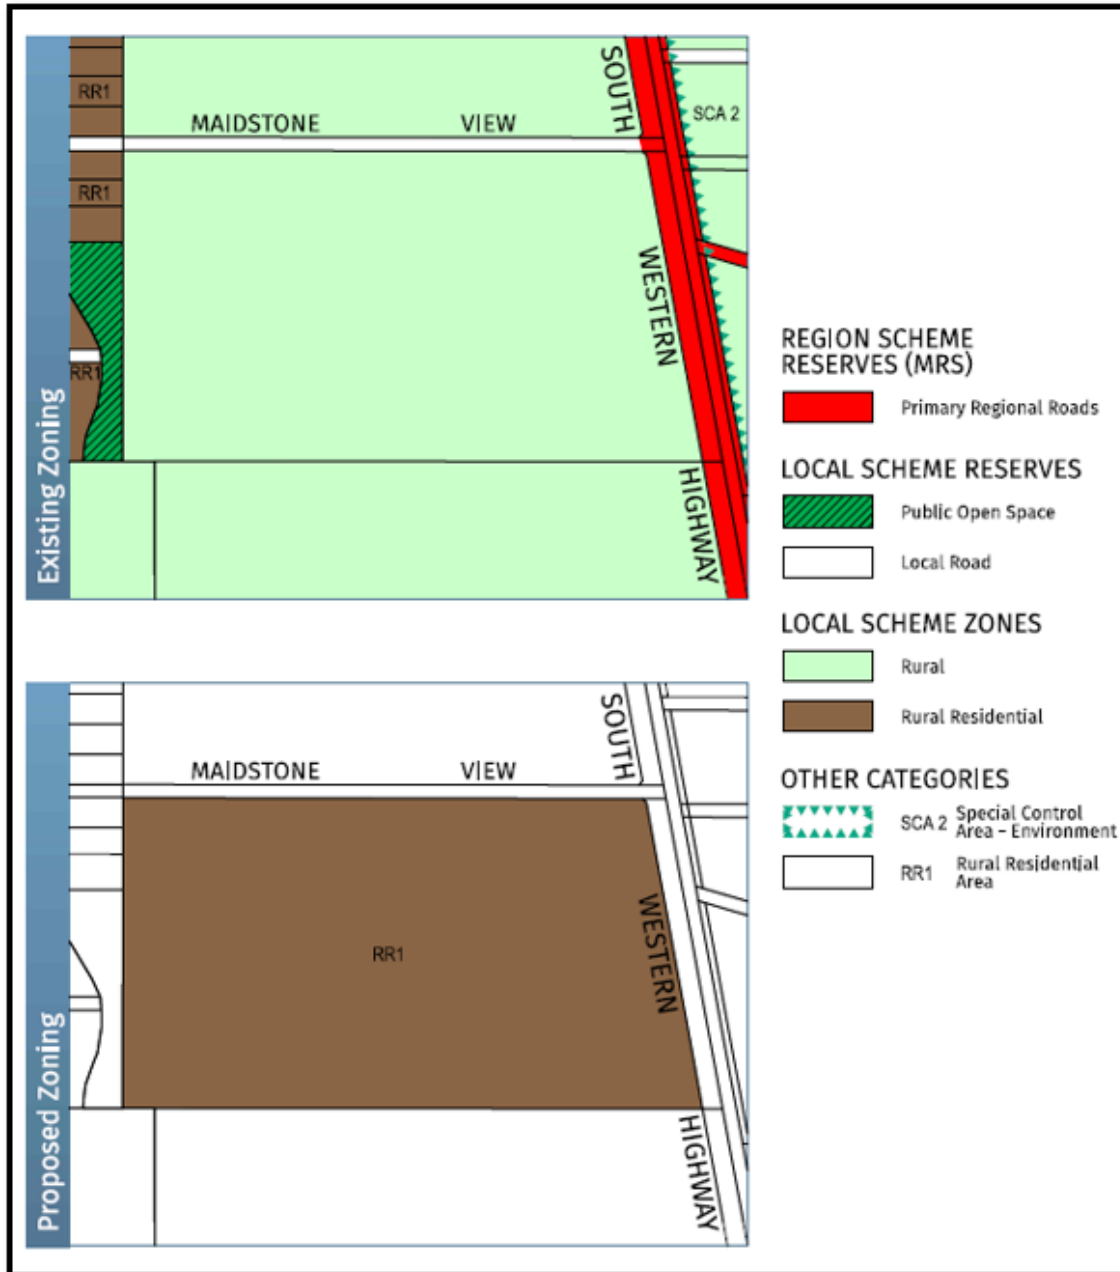 Existing Zoning
RR1
RR1
RR1
MAIDSTONE VIEW
SOUTH
WESTERN
HIGHWAY
SCA 2
Proposed Zoning
MAIDSTONE VIEW
SOUTH
WESTERN
HIGHWAY
RR1
REGION SCHEME
RESERVES (MRS)
Primary Regional Roads
LOCAL SCHEME RESERVES
Public Open Space
Local Road
LOCAL SCHEME ZONES
Rural
Rural Residential
OTHER CATEGORIES
SCA 2 Special Control
Area - Environment
RR1 Rural Residential
Area